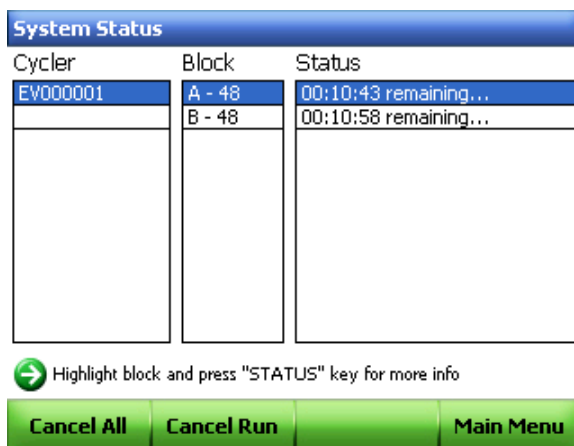 System Status
Cycler Block Status
EV000001 A - 48 00:10:43 remaining...
B - 48 00:10:58 remaining...
Highlight block and press "STATUS" key for more info
Cancel All Cancel Run Main Menu